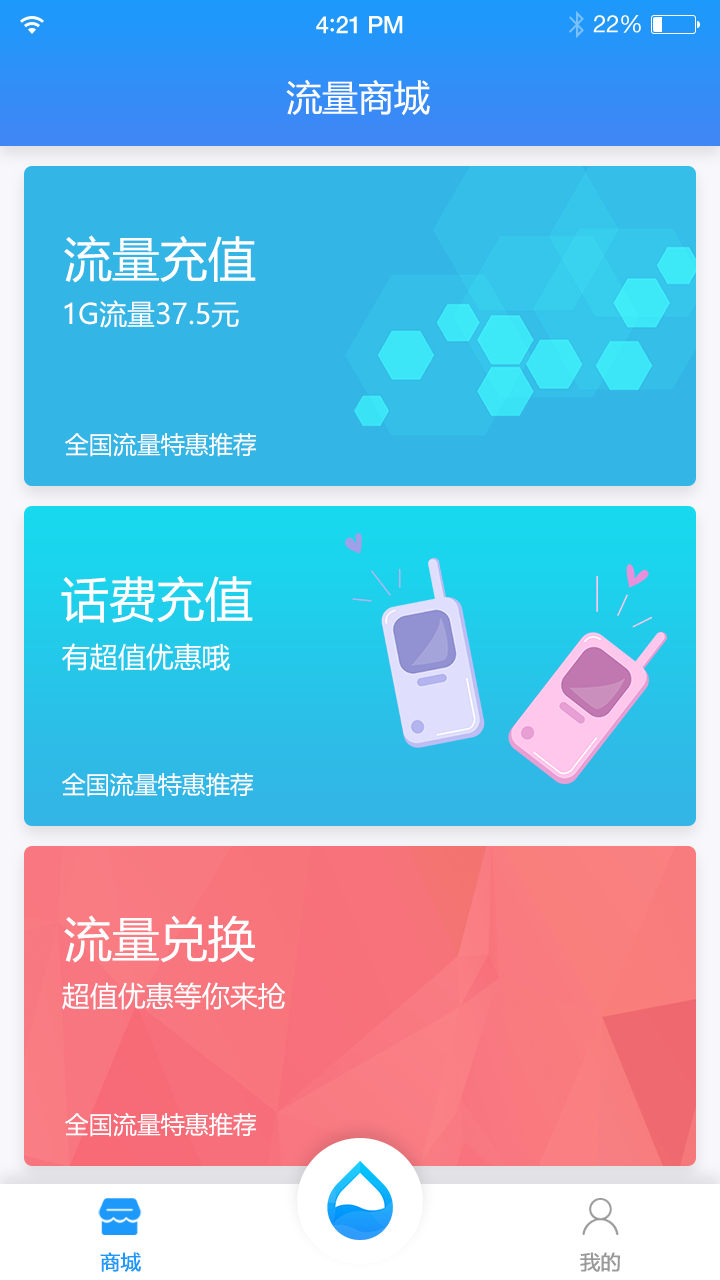 4:21 PM
22%
流量商城
流量充值
1G流量37.5元
全国流量特惠推荐
话费充值
有超值优惠哦
全国流量特惠推荐
流量兑换
超值优惠等你来抢
全国流量特惠推荐
商城
我的